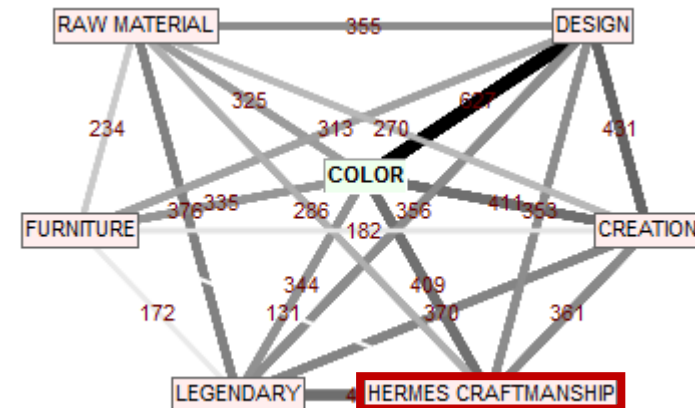 RAW MATERIAL
355
DESIGN
325
627
234
313
270
431
COLOR
376
335
286
356
411
353
FURNITURE
182
CREATION
344
409
172
131
370
361
LEGENDARY
HERMES CRAFTMANSHIP